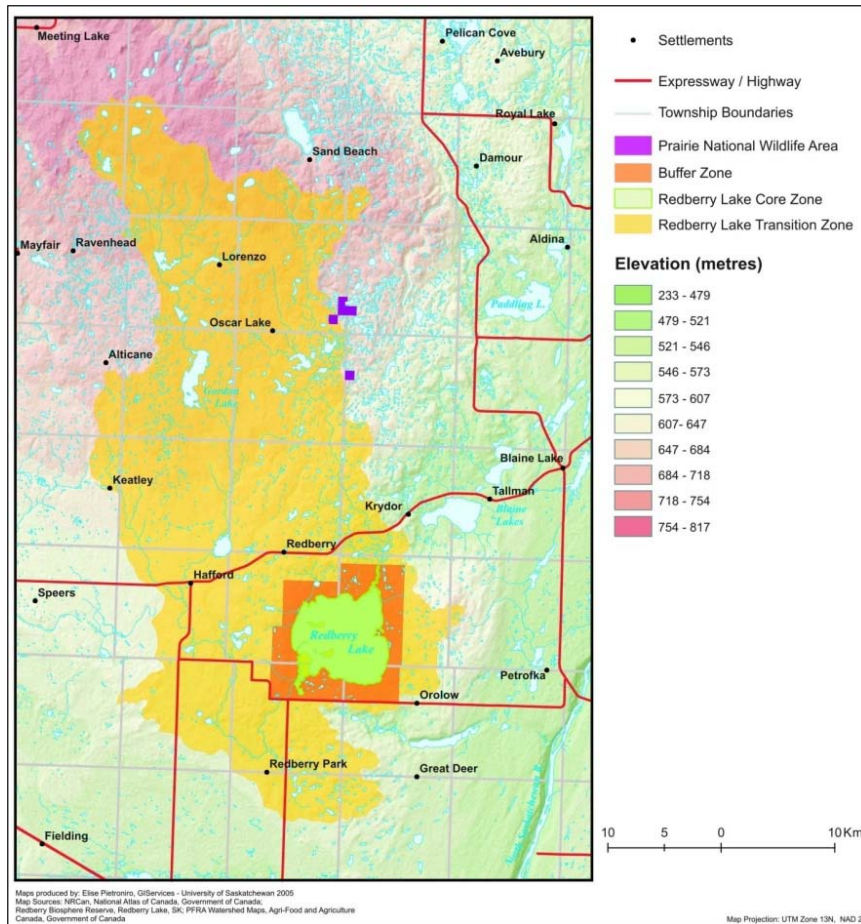 Meeting Lake
Pelican Cove
Avebury
Royal Lake
Sand Beach
Damour
Mayfair
Ravenhead
Lorenzo
Aldina
Paddling L.
Oscar Lake
Alticane
Gordon
Lake
Blaine Lake
Keatley
Tallman
Krydor
Blaine
Lakes
Redberry
Hafford
Speers
Redberry
Lake
Petrofka
Orolow
Redberry Park
Great Deer
North Saskatchewan R.
Fielding
Settlements
Expressway / Highway
Township Boundaries
Prairie National Wildlife Area
Buffer Zone
Redberry Lake Core Zone
Redberry Lake Transition Zone
Elevation (metres)
233 - 479
479 - 521
521 - 546
546 - 573
573 - 607
607- 647
647 - 684
684 - 718
718 - 754
754 - 817
10 5 0 10 Km
Maps produced by: Elise Pietroniro, GIServices - University of Saskatchewan 2005
Map Sources: NRCan, National Atlas of Canada, Government of Canada;
Redberry Biosphere Reserve, Redberry Lake, SK; PFRA Watershed Maps, Agri-Food and Agriculture
Canada, Government of Canada
Map Projection: UTM Zone 13N, NAD 2